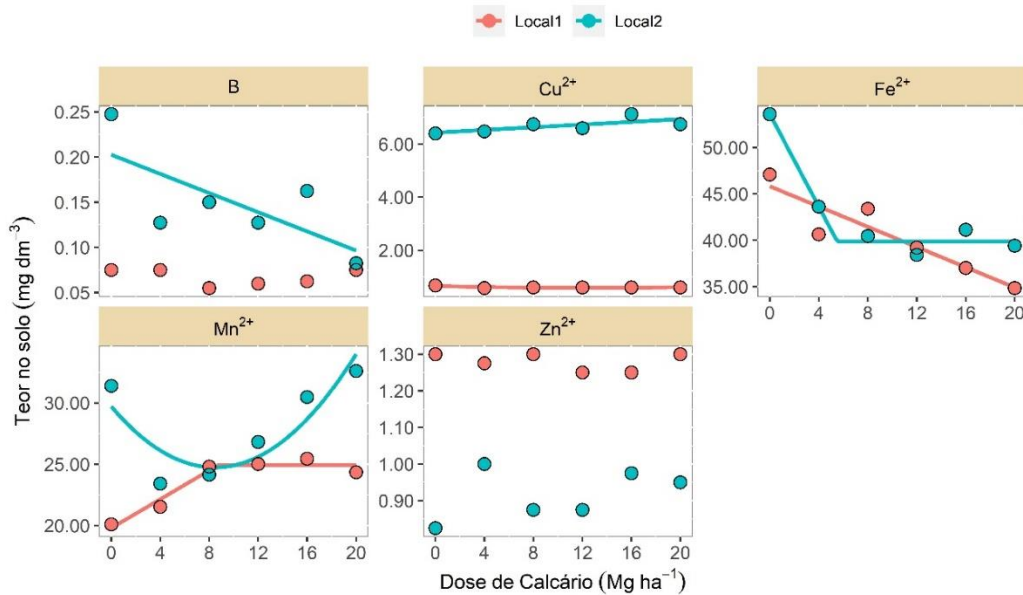 Local1 Local2
B
0.25
0.20
0.15
0.10
0.05
Cu²⁺
6.00
4.00
2.00
Fe²⁺
50.00
45.00
40.00
35.00
0 4 8 12 16 20
Mn²⁺
30.00
25.00
20.00
0 4 8 12 16 20
Zn²⁺
1.30
1.20
1.10
1.00
0.90
0 4 8 12 16 20
Teor no solo (mg dm⁻³)
Dose de Calcário (Mg ha⁻¹)